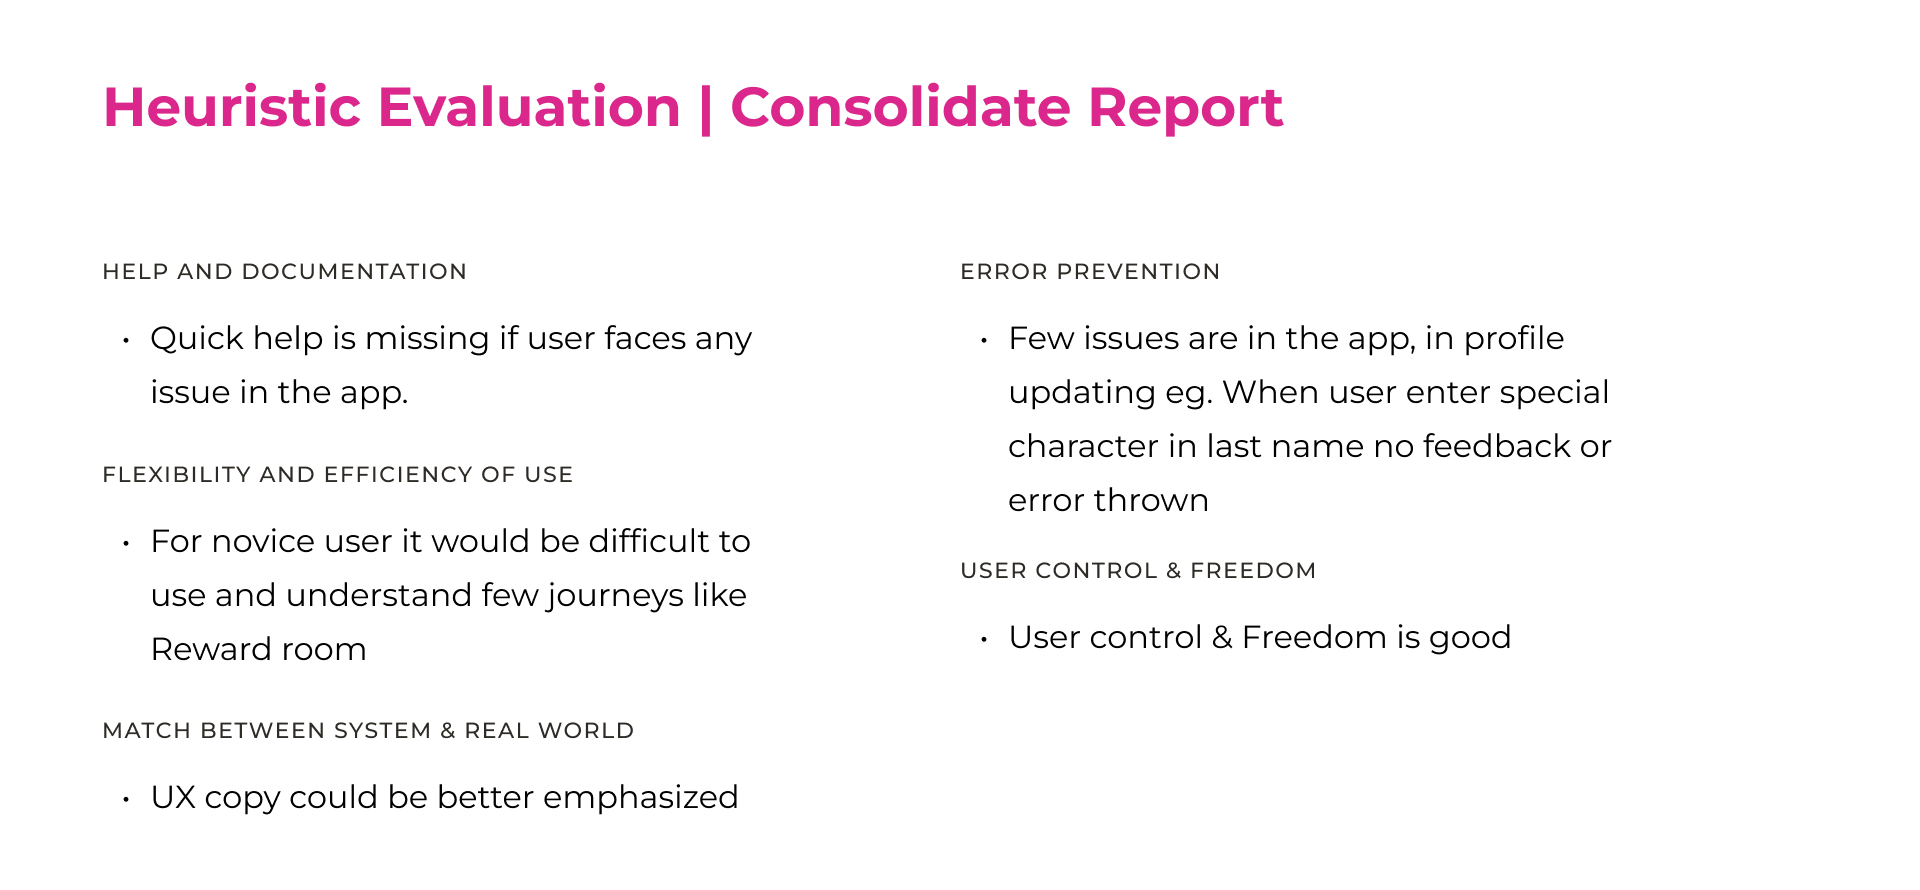 Heuristic Evaluation | Consolidate Report
HELP AND DOCUMENTATION
• Quick help is missing if user faces any
issue in the app.
FLEXIBILITY AND EFFICIENCY OF USE
• For novice user it would be difficult to
use and understand few journeys like
Reward room
MATCH BETWEEN SYSTEM & REAL WORLD
• UX copy could be better emphasized
ERROR PREVENTION
• Few issues are in the app, in profile
updating eg. When user enter special
character in last name no feedback or
error thrown
USER CONTROL & FREEDOM
• User control & Freedom is good